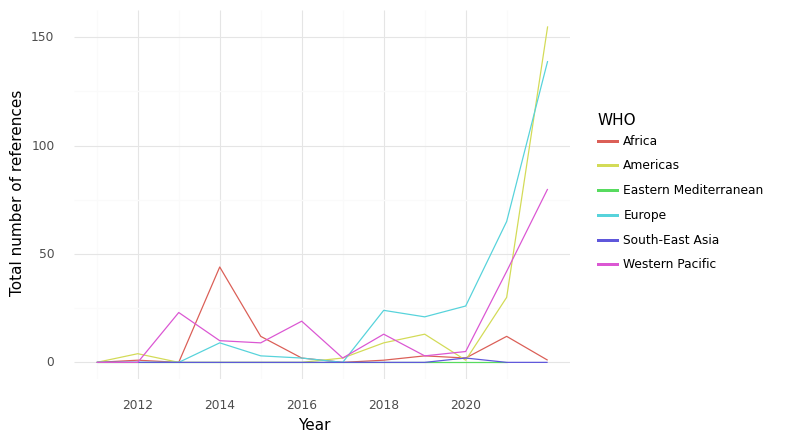 150
100
50
0
Total number of references
2012 2014 2016 2018 2020
Year
WHO
Africa
Americas
Eastern Mediterranean
Europe
South-East Asia
Western Pacific